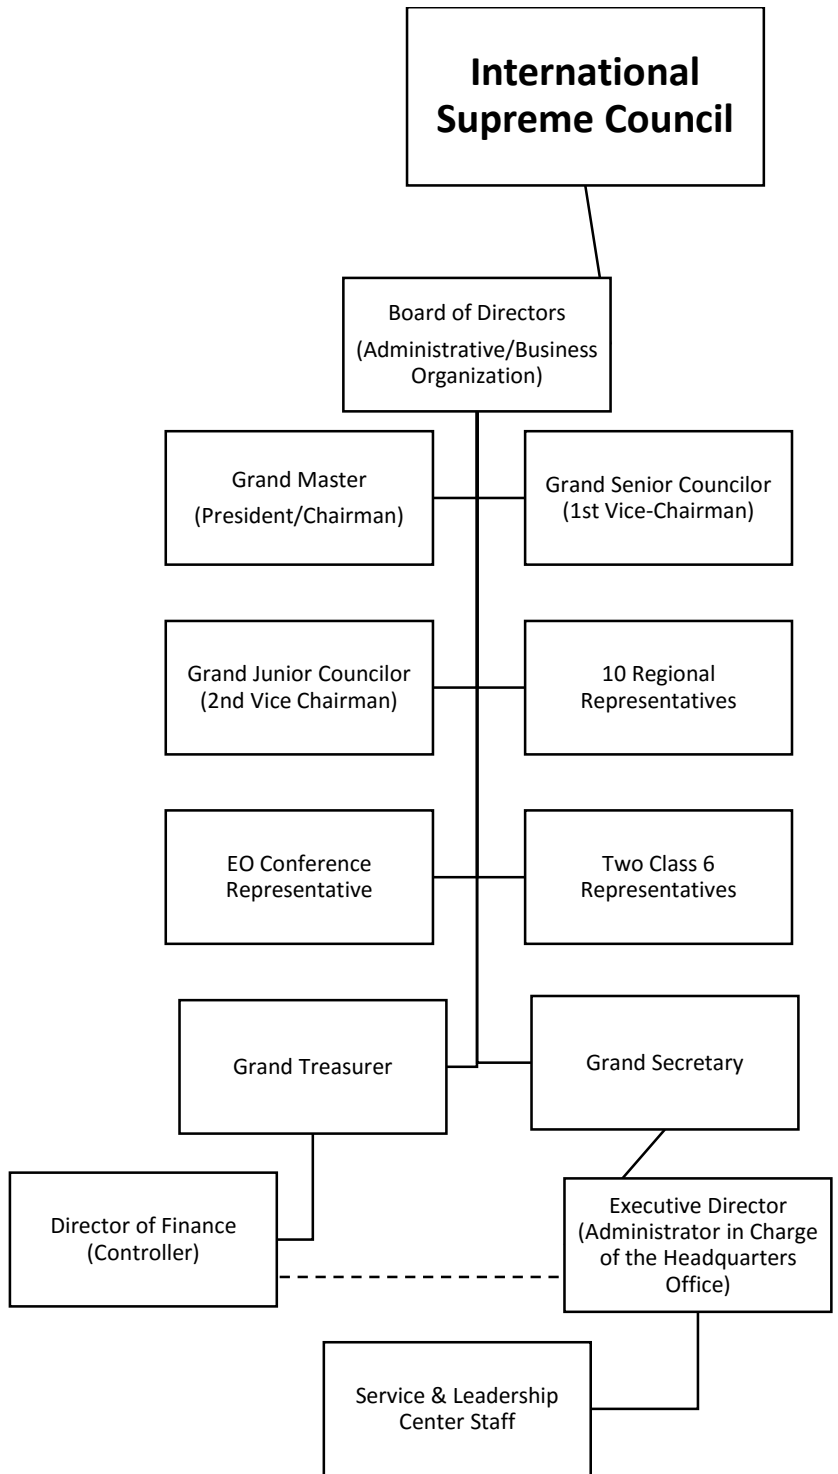 International
Supreme Council
Board of Directors
(Administrative/Business
Organization)
Grand Master
(President/Chairman)
Grand Senior Councilor
(1st Vice-Chairman)
Grand Junior Councilor
(2nd Vice Chairman)
10 Regional
Representatives
EO Conference
Representative
Two Class 6
Representatives
Grand Treasurer
Grand Secretary
Director of Finance
(Controller)
Executive Director
(Administrator in Charge
of the Headquarters
Office)
Service & Leadership
Center Staff